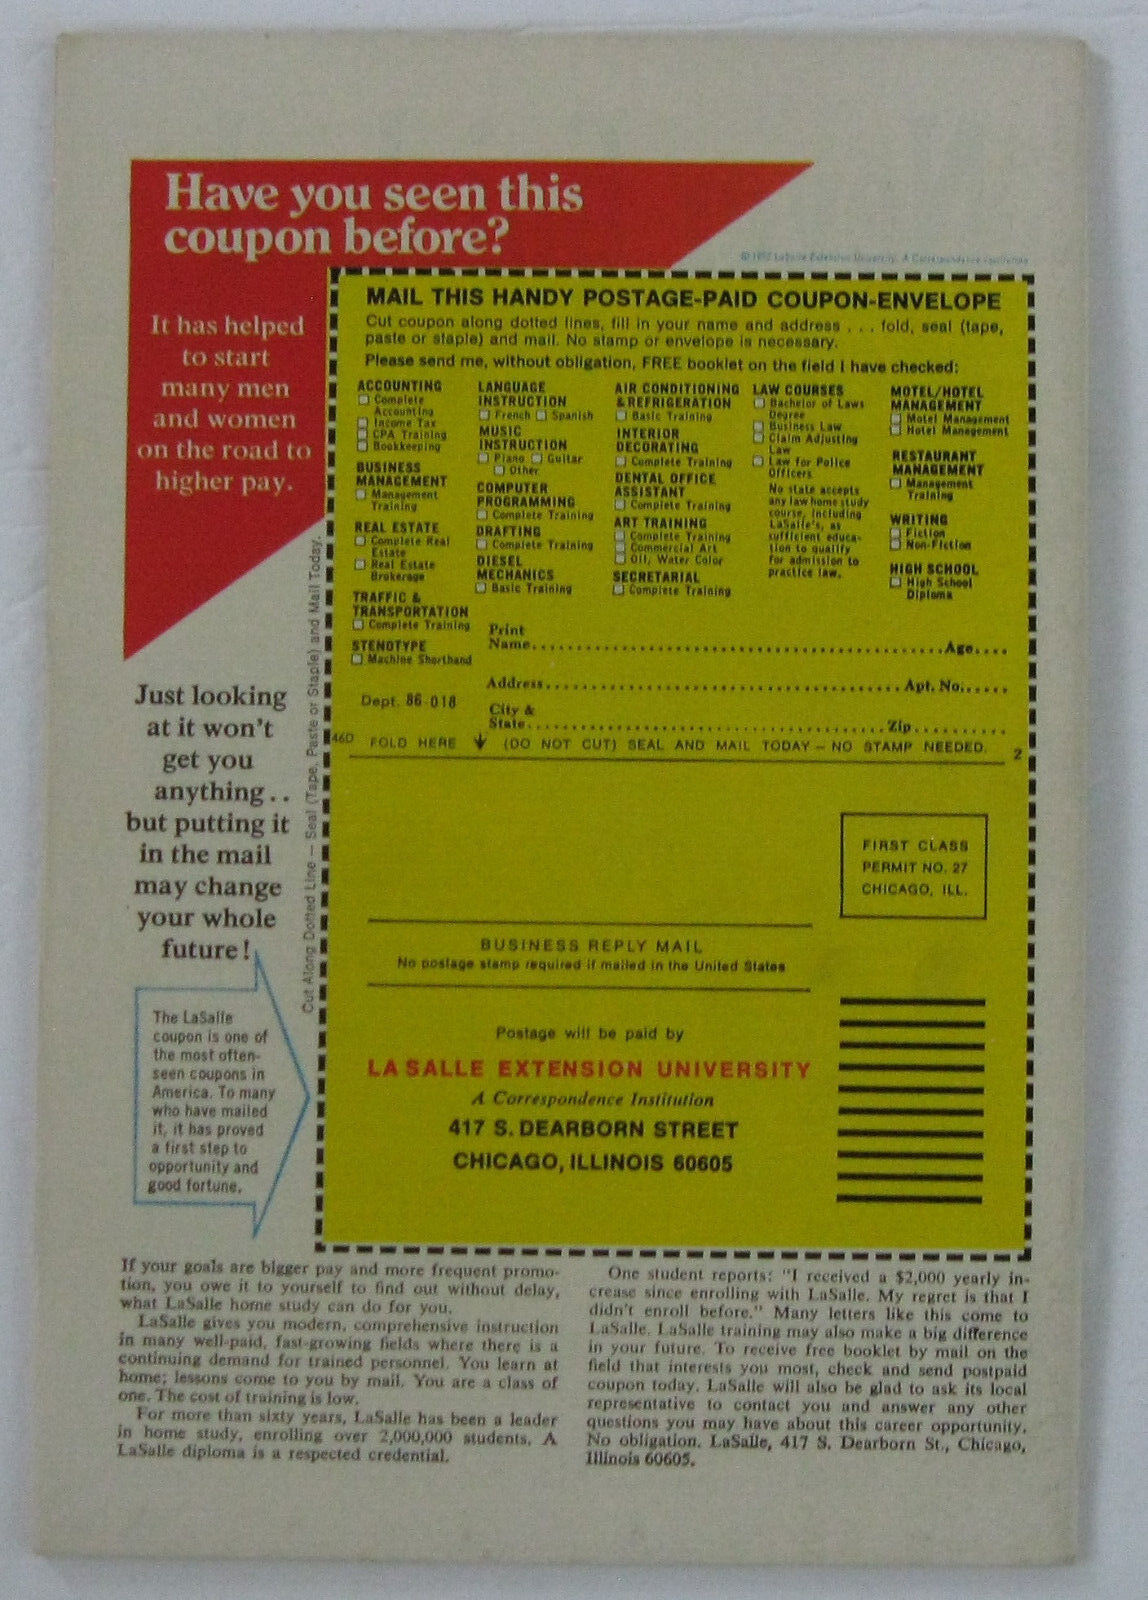 Have you seen this
coupon before?
It has helped
to start
many men
and women
on the road to
higher pay.
© 1972 LaSalle Extension University, A Correspondence Institution
MAIL THIS HANDY POSTAGE-PAID COUPON-ENVELOPE
Cut coupon along dotted lines, fill in your name and address . . . fold, seal (tape,
paste or staple) and mail. No stamp or envelope is necessary.
Please send me, without obligation, FREE booklet on the field I have checked:
ACCOUNTING
Complete
Accounting
Income Tax
CPA Training
Bookkeeping
BUSINESS
MANAGEMENT
Management
Training
REAL ESTATE
Complete Real
Estate
Real Estate
Brokerage
TRAFFIC &
TRANSPORTATION
Complete Training
STENOTYPE
Machine Shorthand
LANGUAGE
INSTRUCTION
French Spanish
MUSIC
INSTRUCTION
Piano Guitar
Other
COMPUTER
PROGRAMMING
Complete Training
DRAFTING
Complete Training
DIESEL
MECHANICS
Basic Training
AIR CONDITIONING
& REFRIGERATION
Basic Training
INTERIOR
DECORATING
Complete Training
DENTAL OFFICE
ASSISTANT
Complete Training
ART TRAINING
Complete Training
Commercial Art
Oil, Water Color
SECRETARIAL
Complete Training
LAW COURSES
Bachelor of Laws
Degree
Business Law
Claim Adjusting
Law
Law for Police
Officers
No state accepts
any law home study
course, including
LaSalle's, as
sufficient educa-
tion to qualify
for admission to
practice law.
MOTEL/HOTEL
MANAGEMENT
Motel Management
Hotel Management
RESTAURANT
MANAGEMENT
Management
Training
WRITING
Fiction
Non-Fiction
HIGH SCHOOL
High School
Diploma
Print
Name.............Age....
Address.............Apt. No.....
Dept. 86-018
City &
State.............Zip............
46D FOLD HERE (DO NOT CUT) SEAL AND MAIL TODAY — NO STAMP NEEDED. 2
Cut Along Dotted Line — Seal (Tape, Paste or Staple) and Mail Today.
FIRST CLASS
PERMIT NO. 27
CHICAGO, ILL.
BUSINESS REPLY MAIL
No postage stamp required if mailed in the United States
Postage will be paid by
LA SALLE EXTENSION UNIVERSITY
A Correspondence Institution
417 S. DEARBORN STREET
CHICAGO, ILLINOIS 60605
Just looking
at it won't
get you
anything . .
but putting it
in the mail
may change
your whole
future!
The LaSalle
coupon is one of
the most often-
seen coupons in
America. To many
who have mailed
it, it has proved
a first step to
opportunity and
good fortune.
If your goals are bigger pay and more frequent promo-
tion, you owe it to yourself to find out without delay,
what LaSalle home study can do for you.
LaSalle gives you modern, comprehensive instruction
in many well-paid, fast-growing fields where there is a
continuing demand for trained personnel. You learn at
home; lessons come to you by mail. You are a class of
one. The cost of training is low.
For more than sixty years, LaSalle has been a leader
in home study, enrolling over 2,000,000 students. A
LaSalle diploma is a respected credential.
One student reports: "I received a $2,000 yearly in-
crease since enrolling with LaSalle. My regret is that I
didn't enroll before." Many letters like this come to
LaSalle. LaSalle training may also make a big difference
in your future. To receive free booklet by mail on the
field that interests you most, check and send postpaid
coupon today. LaSalle will also be glad to ask its local
representative to contact you and answer any other
questions you may have about this career opportunity.
No obligation. LaSalle, 417 S. Dearborn St., Chicago,
Illinois 60605.